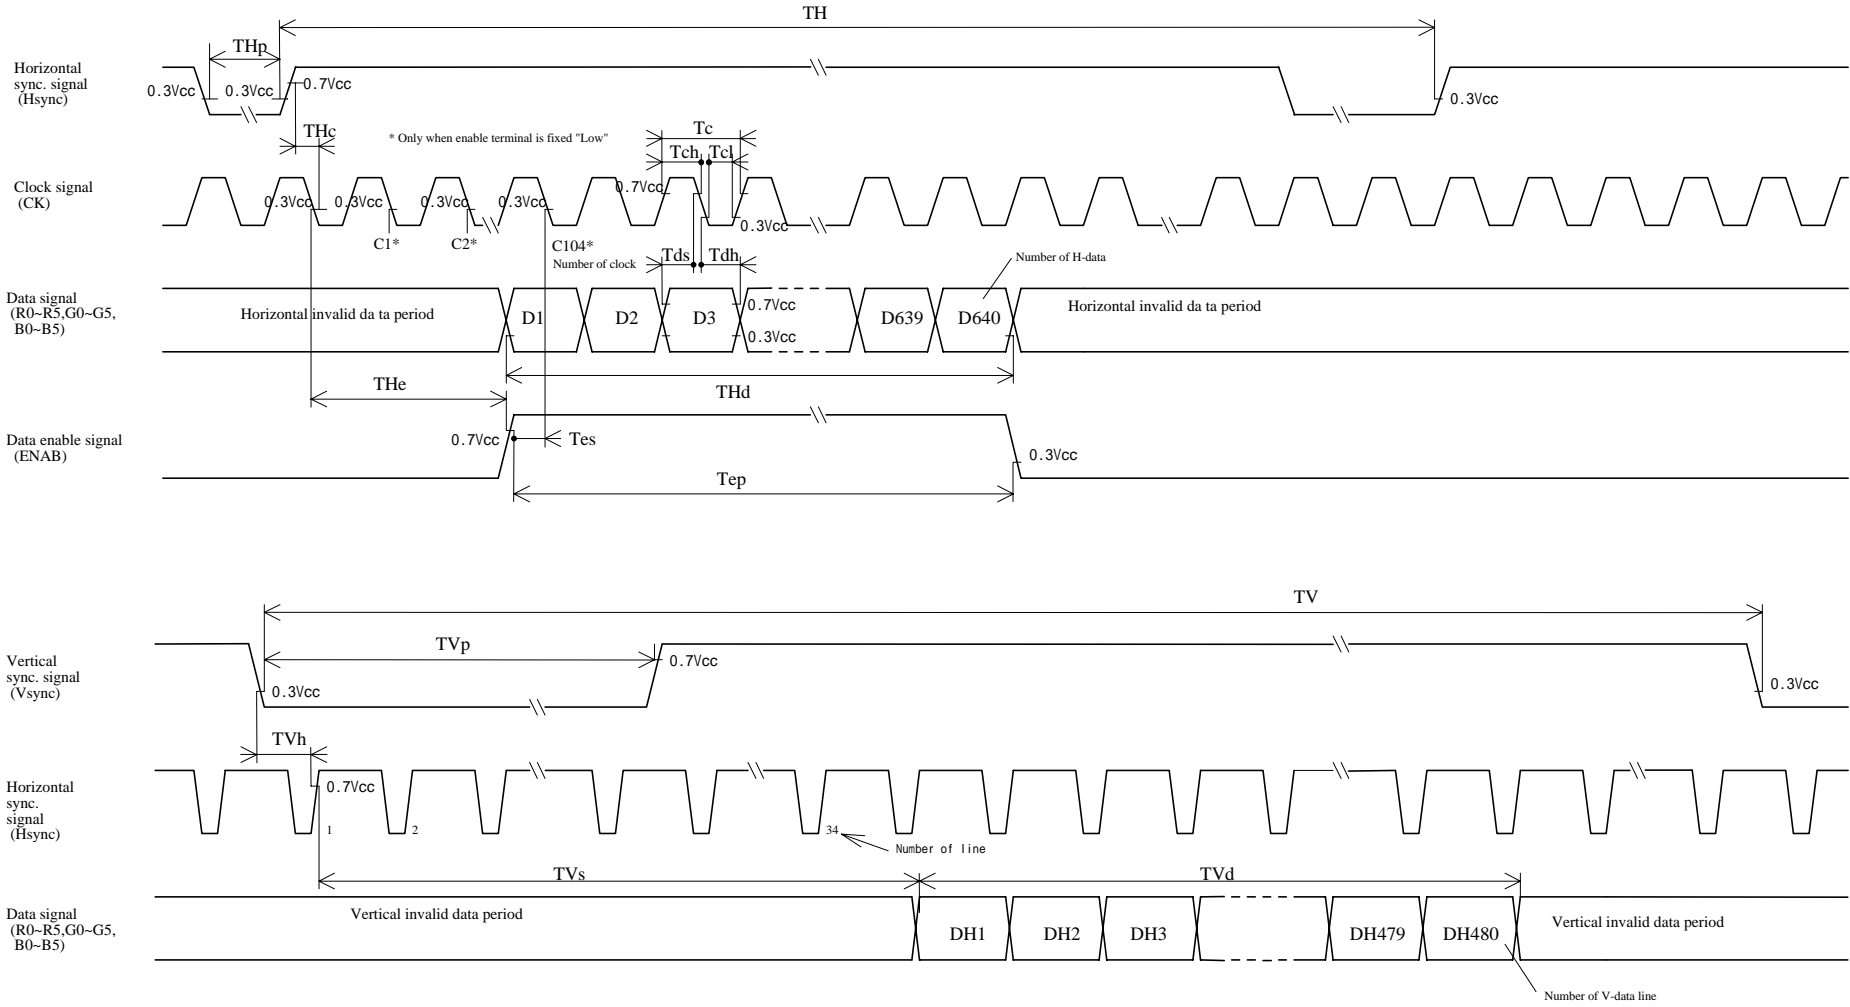 TH
THp
Horizontal
sync. signal
(Hsync)
0.3Vcc
0.3Vcc
0.7Vcc
0.3Vcc
THc
* Only when enable terminal is fixed "Low"
Tc
Tch
Tcl
Clock signal
(CK)
0.3Vcc
0.3Vcc
0.3Vcc
0.3Vcc
0.7Vcc
0.3Vcc
C1*
C2*
C104*
Number of clock
Tds
Tdh
Number of H-data
Data signal
(R0~R5,G0~G5,
B0~B5)
Horizontal invalid da ta period
D1
D2
D3
0.7Vcc
0.3Vcc
D639
D640
Horizontal invalid da ta period
THe
THd
Data enable signal
(ENAB)
0.7Vcc
Tes
0.3Vcc
Tep
TV
TVp
Vertical
sync. signal
(Vsync)
0.7Vcc
0.3Vcc
0.3Vcc
TVh
Horizontal
sync.
signal
(Hsync)
0.7Vcc
1
2
34
Number of line
TVs
TVd
Data signal
(R0~R5,G0~G5,
B0~B5)
Vertical invalid data period
DH1
DH2
DH3
DH479
DH480
Vertical invalid data period
Number of V-data line